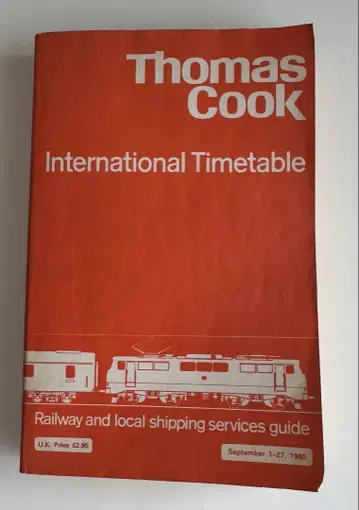 Thomas
Cook
International Timetable
Railway and local shipping services guide
U.K. Price £2.95
September 1-27, 1980